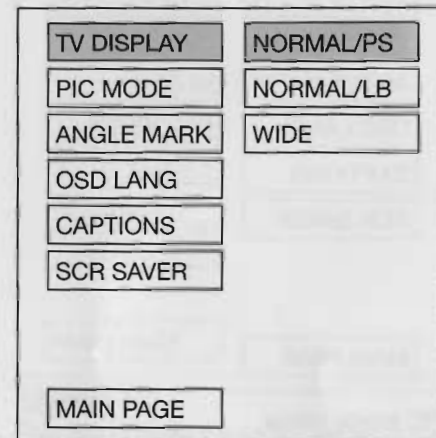 TV DISPLAY NORMAL/PS
PIC MODE NORMAL/LB
ANGLE MARK WIDE
OSD LANG
CAPTIONS
SCR SAVER
MAIN PAGE